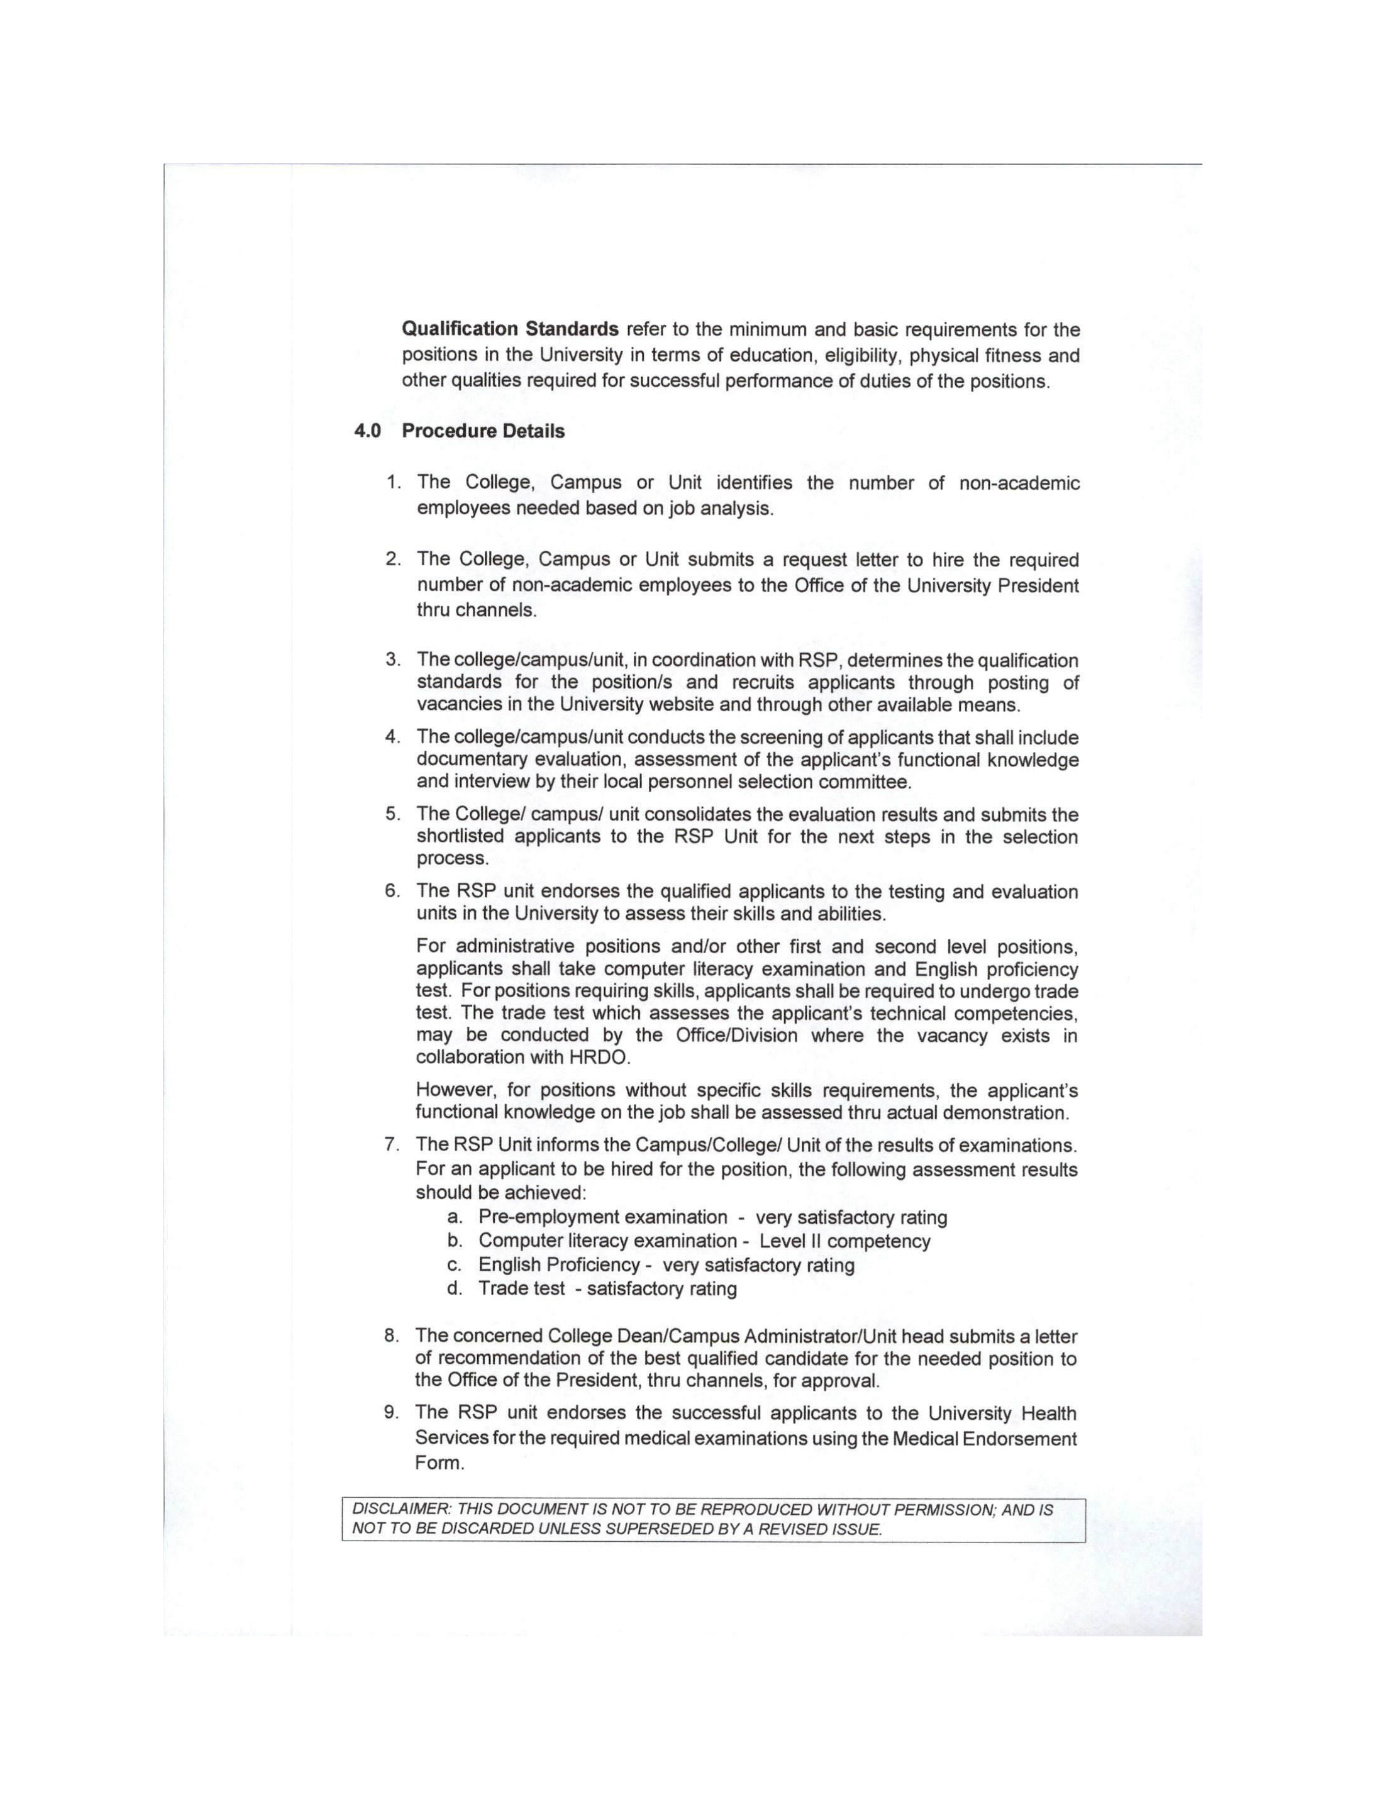 Qualification Standards refer to the minimum and basic requirements for the
positions in the University in terms of education, eligibility, physical fitness and
other qualities required for successful performance of duties of the positions.
4.0 Procedure Details
1. The College, Campus or Unit identifies the number of non-academic
employees needed based on job analysis.
2. The College, Campus or Unit submits a request letter to hire the required
number of non-academic employees to the Office of the University President
thru channels.
3. The college/campus/unit, in coordination with RSP, determines the qualification
standards for the position/s and recruits applicants through posting of
vacancies in the University website and through other available means.
4. The college/campus/unit conducts the screening of applicants that shall include
documentary evaluation, assessment of the applicant's functional knowledge
and interview by their local personnel selection committee.
5. The College/ campus/ unit consolidates the evaluation results and submits the
shortlisted applicants to the RSP Unit for the next steps in the selection
process.
6. The RSP unit endorses the qualified applicants to the testing and evaluation
units in the University to assess their skills and abilities.
For administrative positions and/or other first and second level positions,
applicants shall take computer literacy examination and English proficiency
test. For positions requiring skills, applicants shall be required to undergo trade
test. The trade test which assesses the applicant's technical competencies,
may be conducted by the Office/Division where the vacancy exists in
collaboration with HRDO.
However, for positions without specific skills requirements, the applicant's
functional knowledge on the job shall be assessed thru actual demonstration.
7. The RSP Unit informs the Campus/College/ Unit of the results of examinations.
For an applicant to be hired for the position, the following assessment results
should be achieved:
a. Pre-employment examination - very satisfactory rating
b. Computer literacy examination - Level II competency
c. English Proficiency - very satisfactory rating
d. Trade test - satisfactory rating
8. The concerned College Dean/Campus Administrator/Unit head submits a letter
of recommendation of the best qualified candidate for the needed position to
the Office of the President, thru channels, for approval.
9. The RSP unit endorses the successful applicants to the University Health
Services for the required medical examinations using the Medical Endorsement
Form.
DISCLAIMER: THIS DOCUMENT IS NOT TO BE REPRODUCED WITHOUT PERMISSION; AND IS
NOT TO BE DISCARDED UNLESS SUPERSEDED BY A REVISED ISSUE.